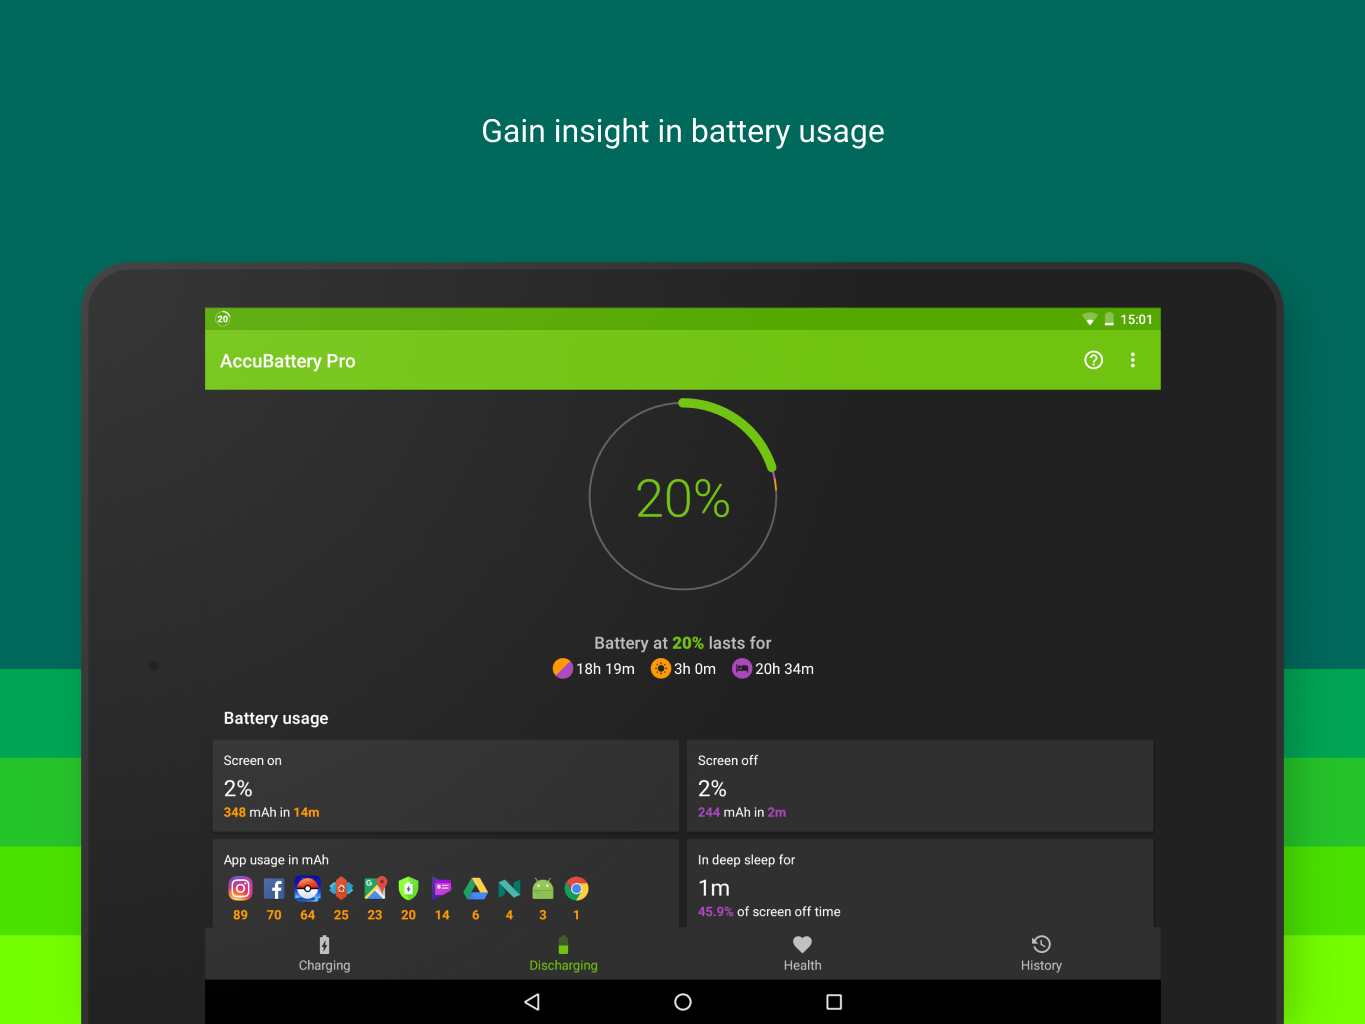 Gain insight in battery usage
20
15:01
AccuBattery Pro
20%
Battery at 20% lasts for
18h 19m 3h 0m 20h 34m
Battery usage
Screen on
2%
348 mAh in 14m
Screen off
2%
244 mAh in 2m
App usage in mAh
89 70 64 25 23 20 14 6 4 3 1
In deep sleep for
1m
45.9% of screen off time
Charging Discharging Health History